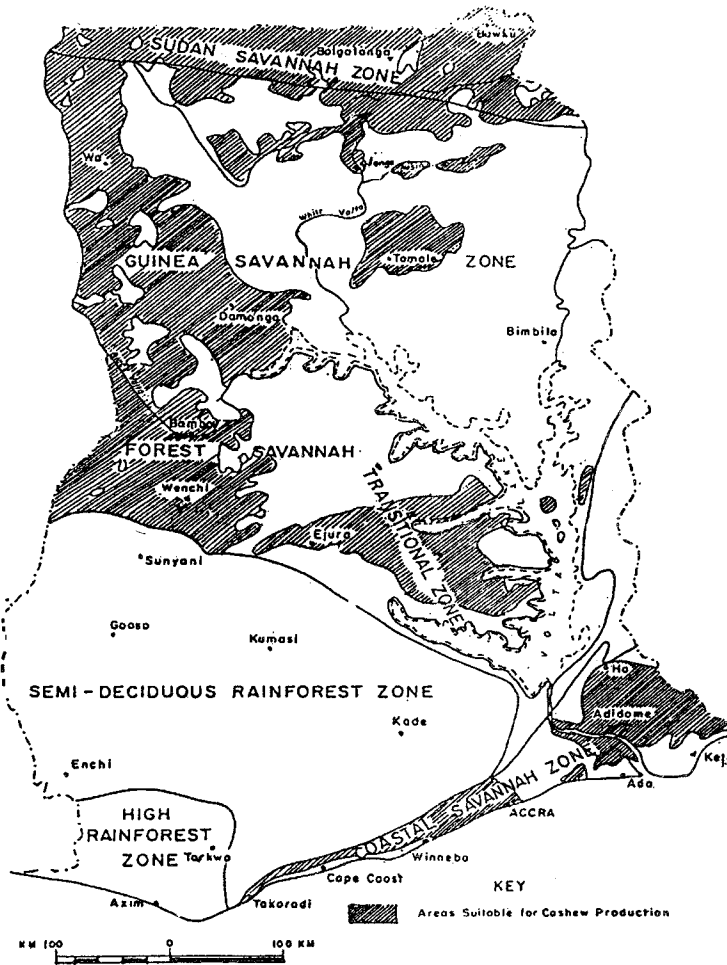 Bawku
SUDAN SAVANNAH ZONE
Bolgatanga
Wa
White Volta
GUINEA SAVANNAH ZONE
Tamale
Damonga
Bimbila
Bamboi
FOREST SAVANNAH
TRANSITIONAL ZONE
Wenchi
Ejura
Sunyani
VOLTA
Goaso
Kumasi
Ho
SEMI-DECIDUOUS RAINFOREST ZONE
Adidome
Kade
Enchi
Ada
COASTAL SAVANNAH ZONE
ACCRA
HIGH
RAINFOREST
ZONE
Tarkwa
Winneba
Cape Coast
KEY
Axim
Takoradi
Areas Suitable for Cashew Production
KM 100 0 100 KM